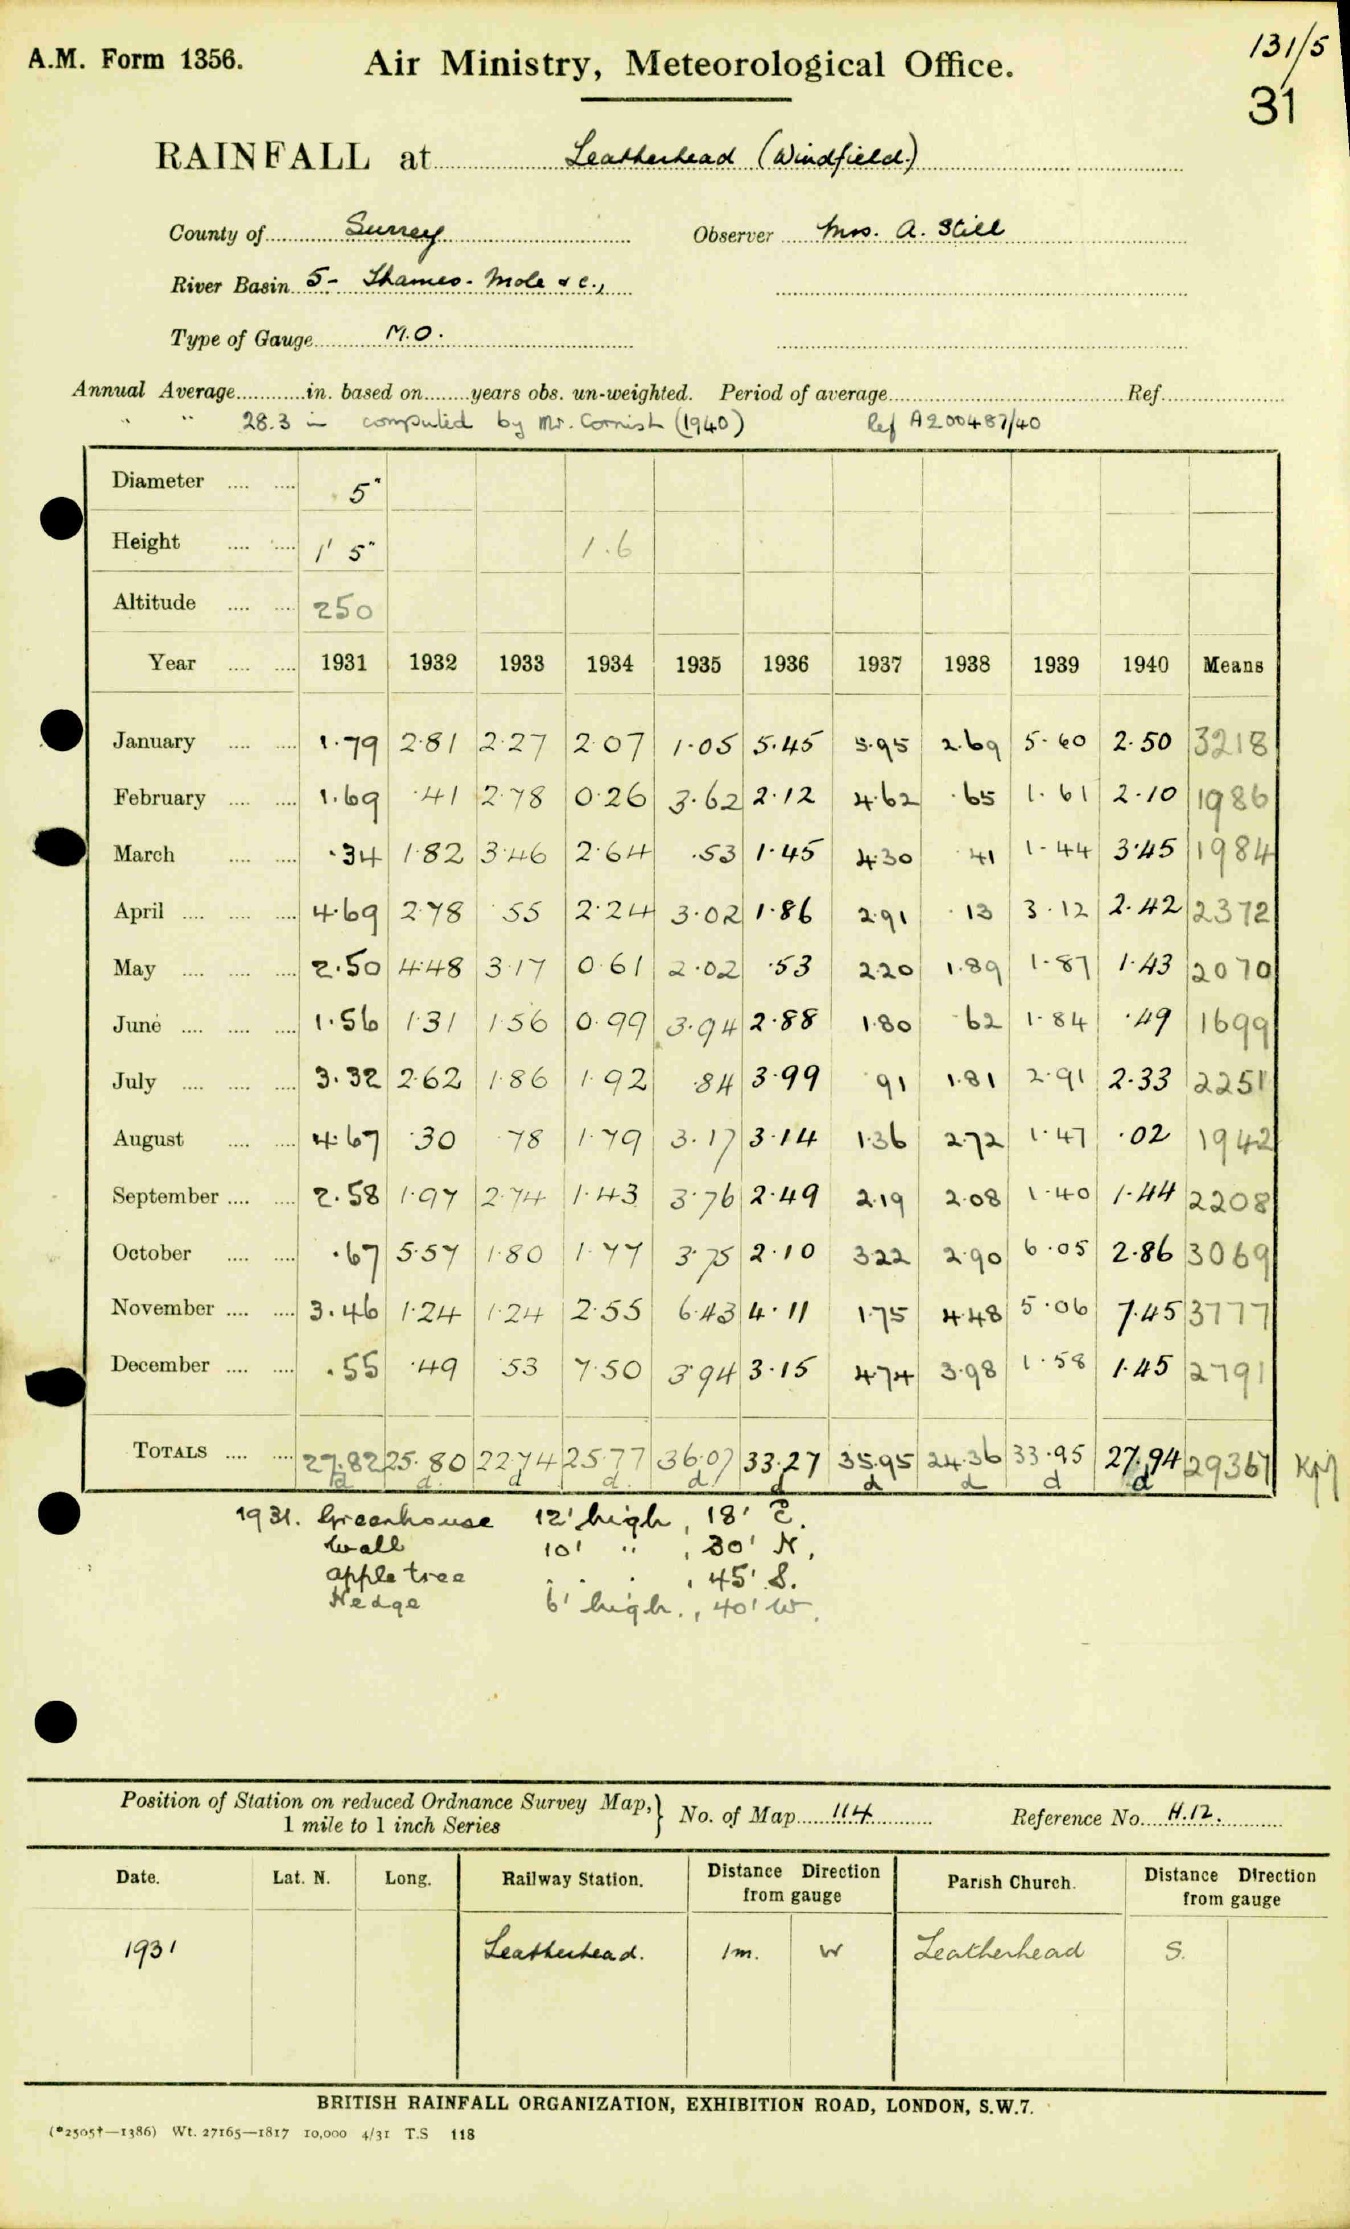 A.M. Form 1356.
Air Ministry, Meteorological Office.
131/5
31
RAINFALL at Leatherhead (Windfield.)
County of Surrey Observer Mrs. A. Still
River Basin 5- Thames - Mole & c.,
Type of Gauge M.O.
Annual Average............in. based on........years obs. un-weighted. Period of average............Ref............
" " 28.3 in computed by Mr. Cornish (1940) Ref A200487/40
Diameter .... .... 5"
Height .... .... 1' 5" 1.6
Altitude .... .... 250
Year .... .... 1931 1932 1933 1934 1935 1936 1937 1938 1939 1940 Means
January .... .... 1.79 2.81 2.27 2.07 1.05 5.45 5.95 2.69 5.60 2.50 3218
February .... .... 1.69 .41 2.78 0.26 3.62 2.12 4.62 .65 1.61 2.10 1986
March .... .... .34 1.82 3.46 2.64 .53 1.45 4.30 41 1.44 3.45 1984
April .... .... .... 4.69 2.78 55 2.24 3.02 1.86 2.91 .13 3.12 2.42 2372
May .... .... .... 2.50 4.48 3.17 0.61 2.02 .53 2.20 1.89 1.87 1.43 2070
June .... .... .... 1.56 1.31 1.56 0.99 3.94 2.88 1.80 .62 1.84 .49 1699
July .... .... .... 3.32 2.62 1.86 1.92 .84 3.99 91 1.81 2.91 2.33 2251
August .... .... 4.67 .30 .78 1.79 3.17 3.14 1.36 2.72 1.47 .02 1942
September .... .... 2.58 1.97 2.74 1.43 3.76 2.49 2.19 2.08 1.40 1.44 2208
October .... .... .67 5.57 1.80 1.77 3.75 2.10 3.22 2.90 6.05 2.86 3069
November .... .... 3.46 1.24 1.24 2.55 6.43 4.11 1.75 4.48 5.06 7.45 3777
December .... .... .55 .49 53 7.50 3.94 3.15 4.74 3.98 1.58 1.45 2791
TOTALS .... .... 27.82 25.80 22.74 25.77 36.07 33.27 35.95 24.36 33.95 27.94 29367 KM
d d d d d d d d d d
1931. Greenhouse 12' high, 18' E.
Wall 10' " , 30' N,
apple tree . . . , 45' S.
Hedge 6' high., 40' W.
Position of Station on reduced Ordnance Survey Map,} No. of Map 114 Reference No. H.12.
1 mile to 1 inch Series
Date. Lat. N. Long. Railway Station. Distance Direction from gauge Parish Church. Distance Direction from gauge
1931 Leatherhead. 1m. W Leatherhead S.
BRITISH RAINFALL ORGANIZATION, EXHIBITION ROAD, LONDON, S.W.7.
(*2505†—1386) Wt. 27165—1817 10,000 4/31 T.S 118